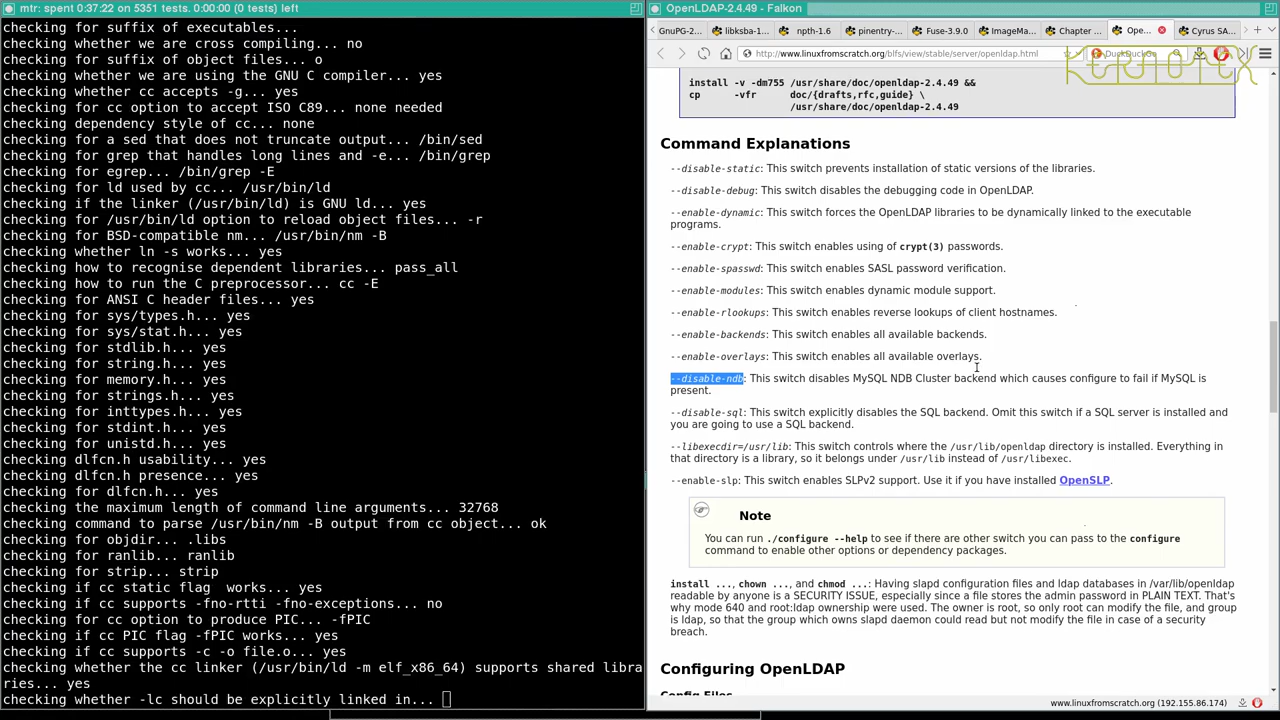 mtr: spent 0:37:22 on 5351 tests. 0:00:00 (0 tests) left
checking for suffix of executables...
checking whether we are cross compiling... no
checking for suffix of object files... o
checking whether we are using the GNU C compiler... yes
checking whether cc accepts -g... yes
checking for cc option to accept ISO C89... none needed
checking dependency style of cc... none
checking for a sed that does not truncate output... /bin/sed
checking for grep that handles long lines and -e... /bin/grep
checking for egrep... /bin/grep -E
checking for ld used by cc... /usr/bin/ld
checking if the linker (/usr/bin/ld) is GNU ld... yes
checking for /usr/bin/ld option to reload object files... -r
checking for BSD-compatible nm... /usr/bin/nm -B
checking whether ln -s works... yes
checking how to recognise dependent libraries... pass_all
checking how to run the C preprocessor... cc -E
checking for ANSI C header files... yes
checking for sys/types.h... yes
checking for sys/stat.h... yes
checking for stdlib.h... yes
checking for string.h... yes
checking for memory.h... yes
checking for strings.h... yes
checking for inttypes.h... yes
checking for stdint.h... yes
checking for unistd.h... yes
checking dlfcn.h usability... yes
checking dlfcn.h presence... yes
checking for dlfcn.h... yes
checking the maximum length of command line arguments... 32768
checking command to parse /usr/bin/nm -B output from cc object... ok
checking for objdir... .libs
checking for ranlib... ranlib
checking for strip... strip
checking if cc static flag  works... yes
checking if cc supports -fno-rtti -fno-exceptions... no
checking for cc option to produce PIC... -fPIC
checking if cc PIC flag -fPIC works... yes
checking if cc supports -c -o file.o... yes
checking whether the cc linker (/usr/bin/ld -m elf_x86_64) supports shared libra
ries... yes
checking whether -lc should be explicitly linked in...
OpenLDAP-2.4.49 - Falkon
GnuPG-2... libksba-1... npth-1.6 pinentry-... Fuse-3.9.0 ImageMa... Chapter ... Ope... Cyrus SA...
http://www.linuxfromscratch.org/blfs/view/stable/server/openldap.html DuckDuckGo
KERNOTEX
install -v -dm755 /usr/share/doc/openldap-2.4.49 &&
cp -vfr doc/{drafts,rfc,guide} \
/usr/share/doc/openldap-2.4.49
Command Explanations
--disable-static: This switch prevents installation of static versions of the libraries.
--disable-debug: This switch disables the debugging code in OpenLDAP.
--enable-dynamic: This switch forces the OpenLDAP libraries to be dynamically linked to the executable
programs.
--enable-crypt: This switch enables using of crypt(3) passwords.
--enable-spasswd: This switch enables SASL password verification.
--enable-modules: This switch enables dynamic module support.
--enable-rlookups: This switch enables reverse lookups of client hostnames.
--enable-backends: This switch enables all available backends.
--enable-overlays: This switch enables all available overlays.
--disable-ndb: This switch disables MySQL NDB Cluster backend which causes configure to fail if MySQL is
present.
--disable-sql: This switch explicitly disables the SQL backend. Omit this switch if a SQL server is installed and
you are going to use a SQL backend.
--libexecdir=/usr/lib: This switch controls where the /usr/lib/openldap directory is installed. Everything in
that directory is a library, so it belongs under /usr/lib instead of /usr/libexec.
--enable-slp: This switch enables SLPv2 support. Use it if you have installed OpenSLP.
Note
You can run ./configure --help to see if there are other switch you can pass to the configure
command to enable other options or dependency packages.
install ..., chown ..., and chmod ...: Having slapd configuration files and ldap databases in /var/lib/openldap
readable by anyone is a SECURITY ISSUE, especially since a file stores the admin password in PLAIN TEXT. That's
why mode 640 and root:ldap ownership were used. The owner is root, so only root can modify the file, and group
is ldap, so that the group which owns slapd daemon could read but not modify the file in case of a security
breach.
Configuring OpenLDAP
Config Files
www.linuxfromscratch.org (192.155.86.174)